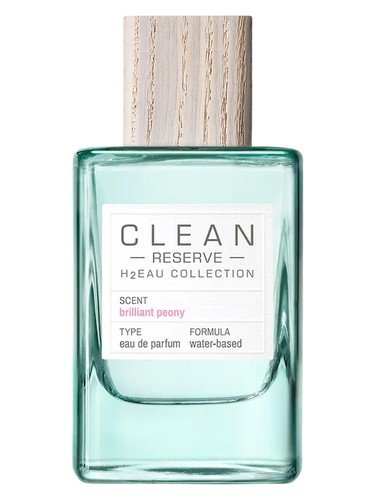 CLEAN
RESERVE
H₂EAU COLLECTION
SCENT
brilliant peony
TYPE FORMULA
eau de parfum water-based